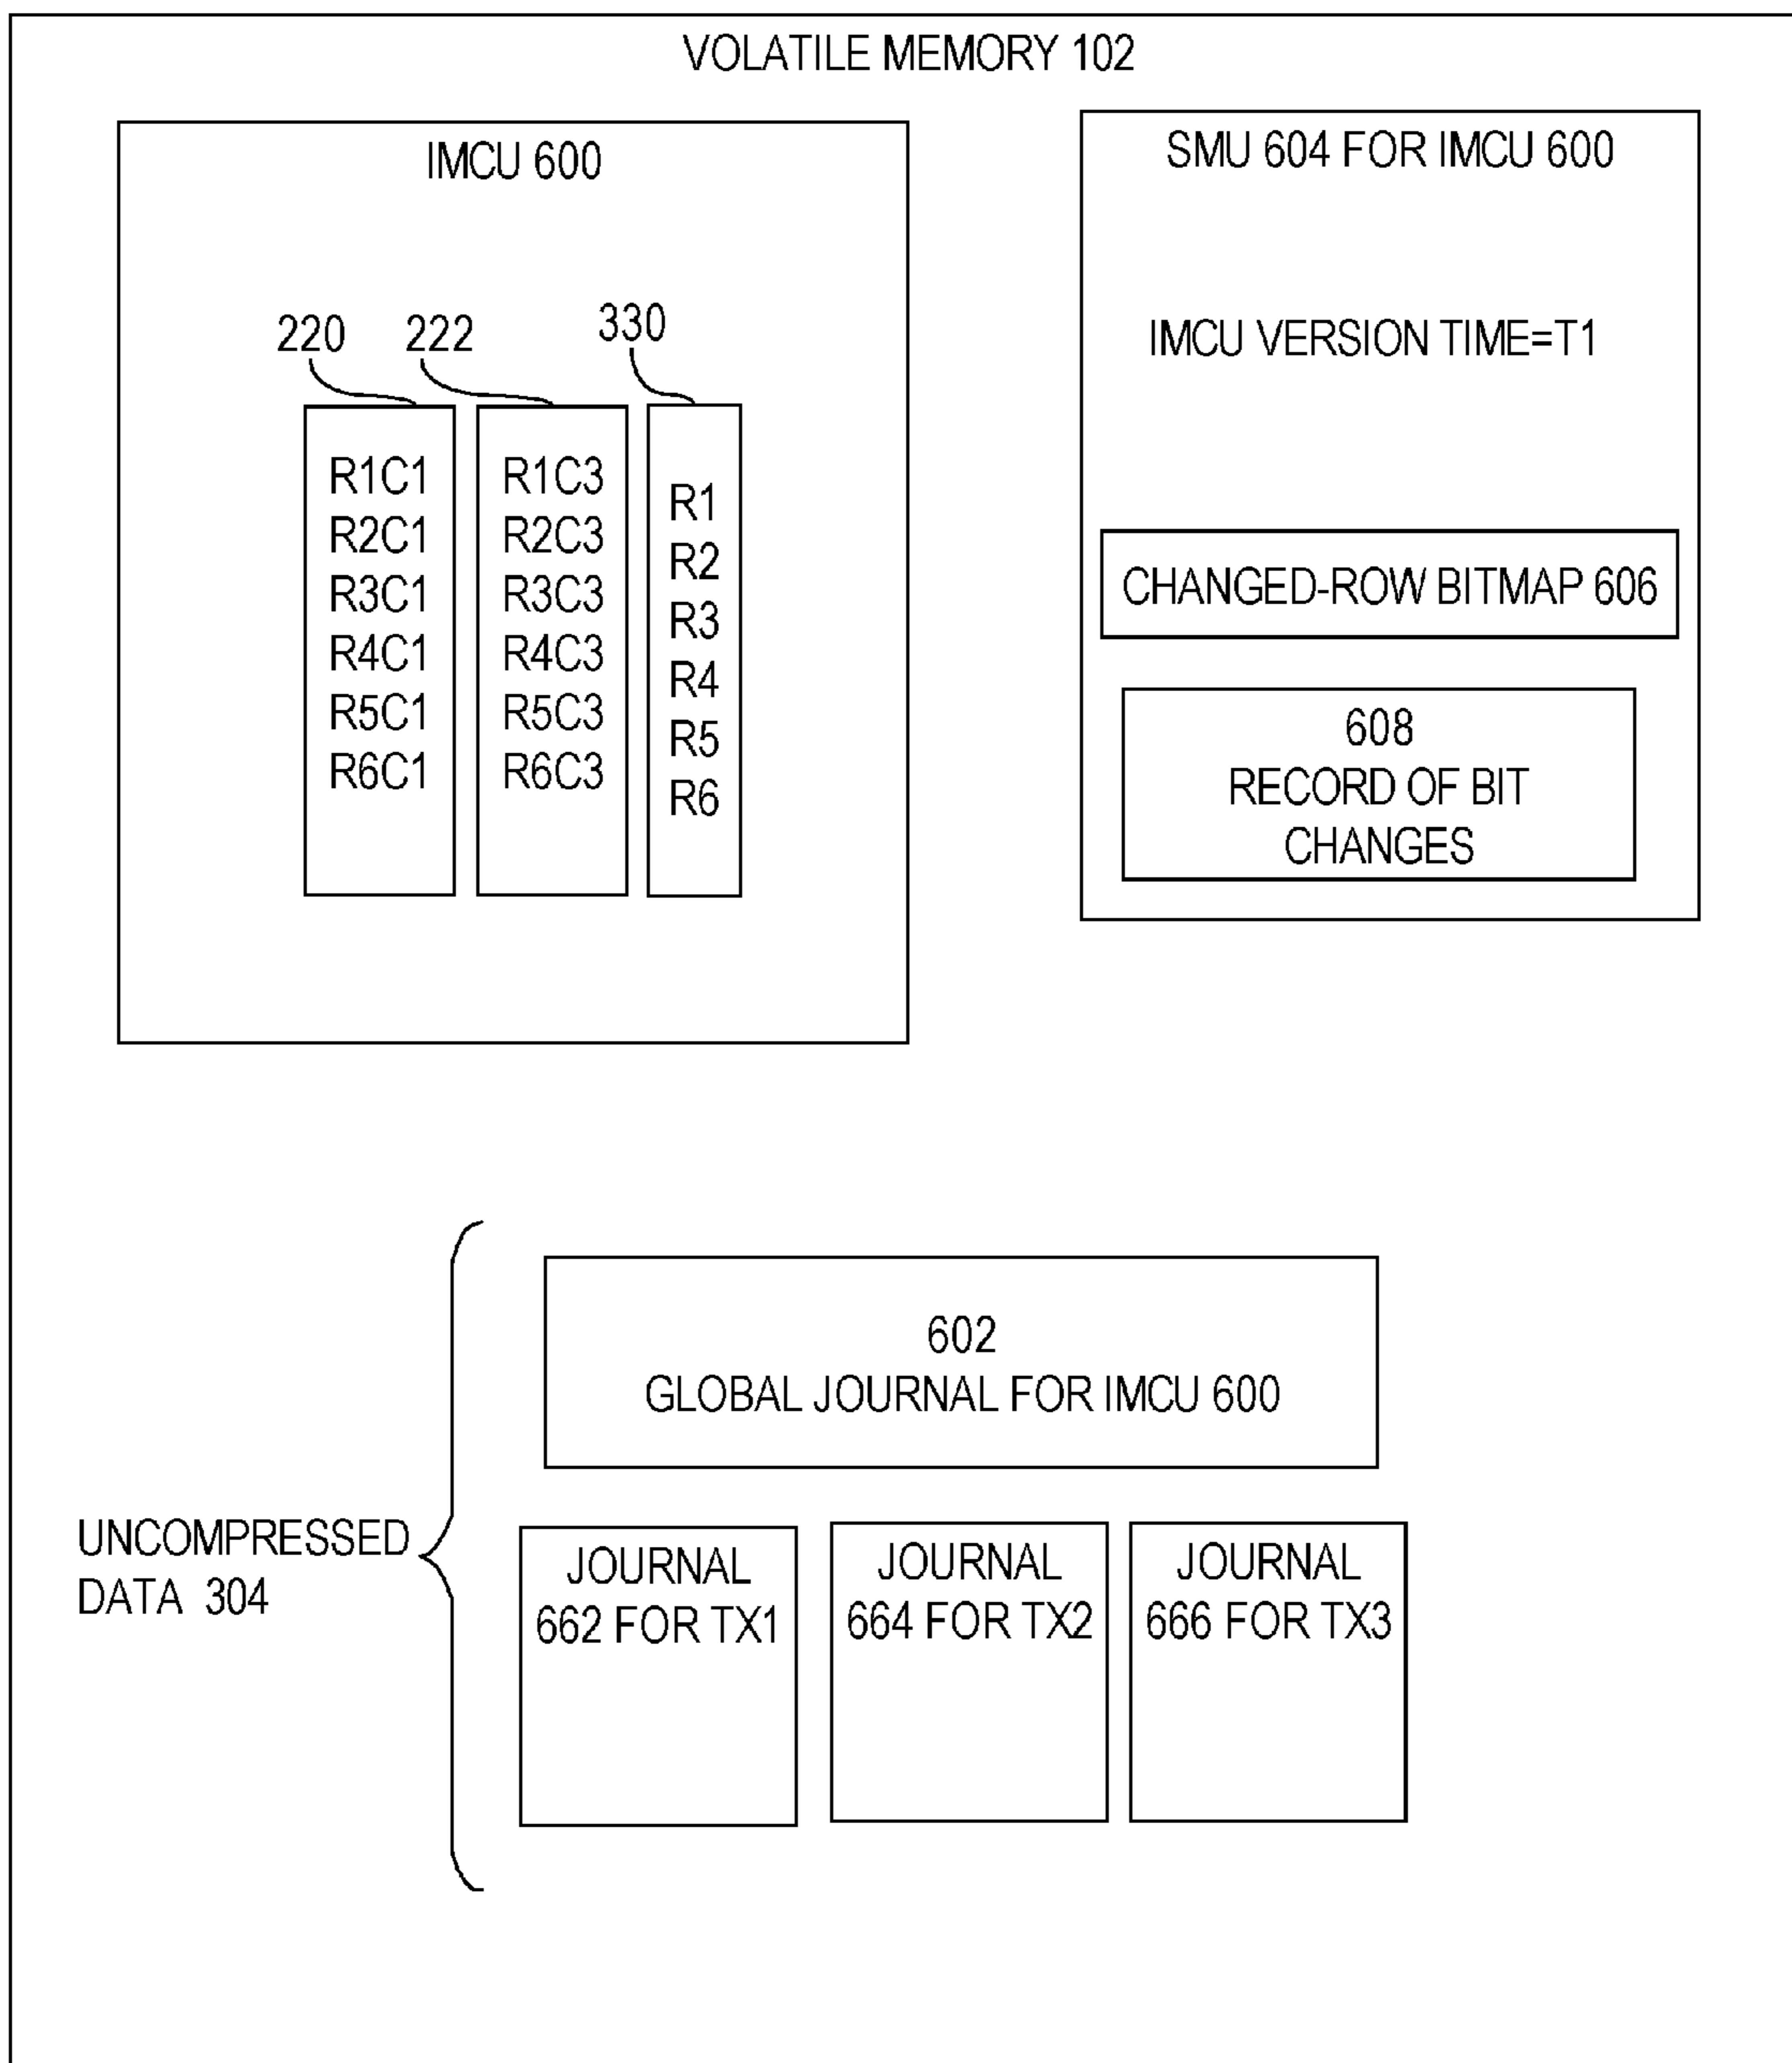 VOLATILE MEMORY 102
IMCU 600
220
222
330
R1C1
R2C1
R3C1
R4C1
R5C1
R6C1
R1C3
R2C3
R3C3
R4C3
R5C3
R6C3
R1
R2
R3
R4
R5
R6
SMU 604 FOR IMCU 600
IMCU VERSION TIME=T1
CHANGED-ROW BITMAP 606
608
RECORD OF BIT
CHANGES
UNCOMPRESSED
DATA 304
602
GLOBAL JOURNAL FOR IMCU 600
JOURNAL
662 FOR TX1
JOURNAL
664 FOR TX2
JOURNAL
666 FOR TX3